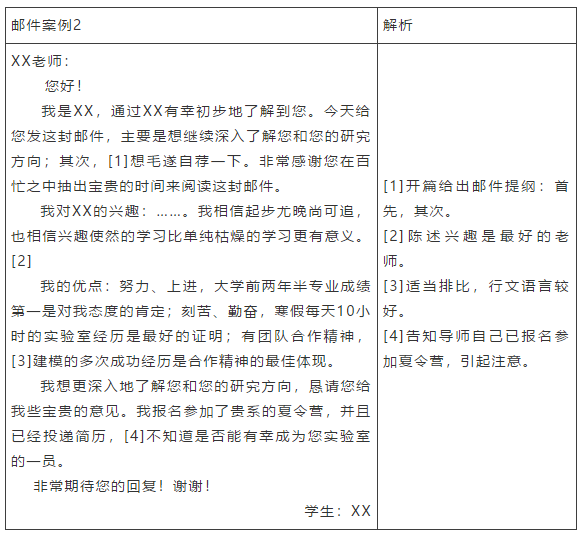 邮件案例2
解析
XX老师：
您好！
我是XX，通过XX有幸初步地了解到您。今天给
您发这封邮件，主要是想继续深入了解您和您的研究
方向；其次，[1]想毛遂自荐一下。非常感谢您在百
忙之中抽出宝贵的时间来阅读这封邮件。
我对XX的兴趣：……。我相信起步尤晚尚可追，
也相信兴趣使然的学习比单纯枯燥的学习更有意义。
[2]
我的优点：努力、上进，大学前两年半专业成绩
第一是对我态度的肯定；刻苦、勤奋，寒假每天10小
时的实验室经历是最好的证明；有团队合作精神，
[3]建模的多次成功经历是合作精神的最佳体现。
我想更深入地了解您和您的研究方向，恳请您给
我些宝贵的意见。我报名参加了贵系的夏令营，并且
已经投递简历，[4]不知道是否能有幸成为您实验室
的一员。
非常期待您的回复！谢谢！
学生：XX
[1]开篇给出邮件提纲：首
先，其次。
[2]陈述兴趣是最好的老
师。
[3]适当排比，行文语言较
好。
[4]告知导师自己已报名参
加夏令营，引起注意。